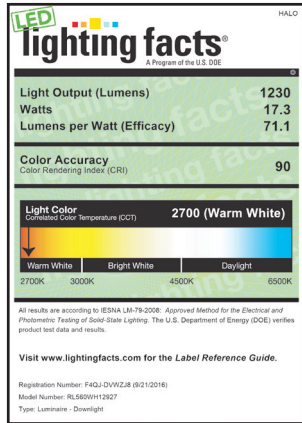 HALO
LED
lighting facts®
A Program of the U.S. DOE
Light Output (Lumens) 1230
Watts 17.3
Lumens per Watt (Efficacy) 71.1
Color Accuracy
Color Rendering Index (CRI) 90
Light Color
Correlated Color Temperature (CCT) 2700 (Warm White)
Warm White Bright White Daylight
2700K 3000K 4500K 6500K
All results are according to IESNA LM-79-2008: Approved Method for the Electrical and
Photometric Testing of Solid-State Lighting. The U.S. Department of Energy (DOE) verifies
product test data and results.
Visit www.lightingfacts.com for the Label Reference Guide.
Registration Number: F4QJ-DVWZJ8 (9/21/2016)
Model Number: RL560WH12927
Type: Luminaire - Downlight